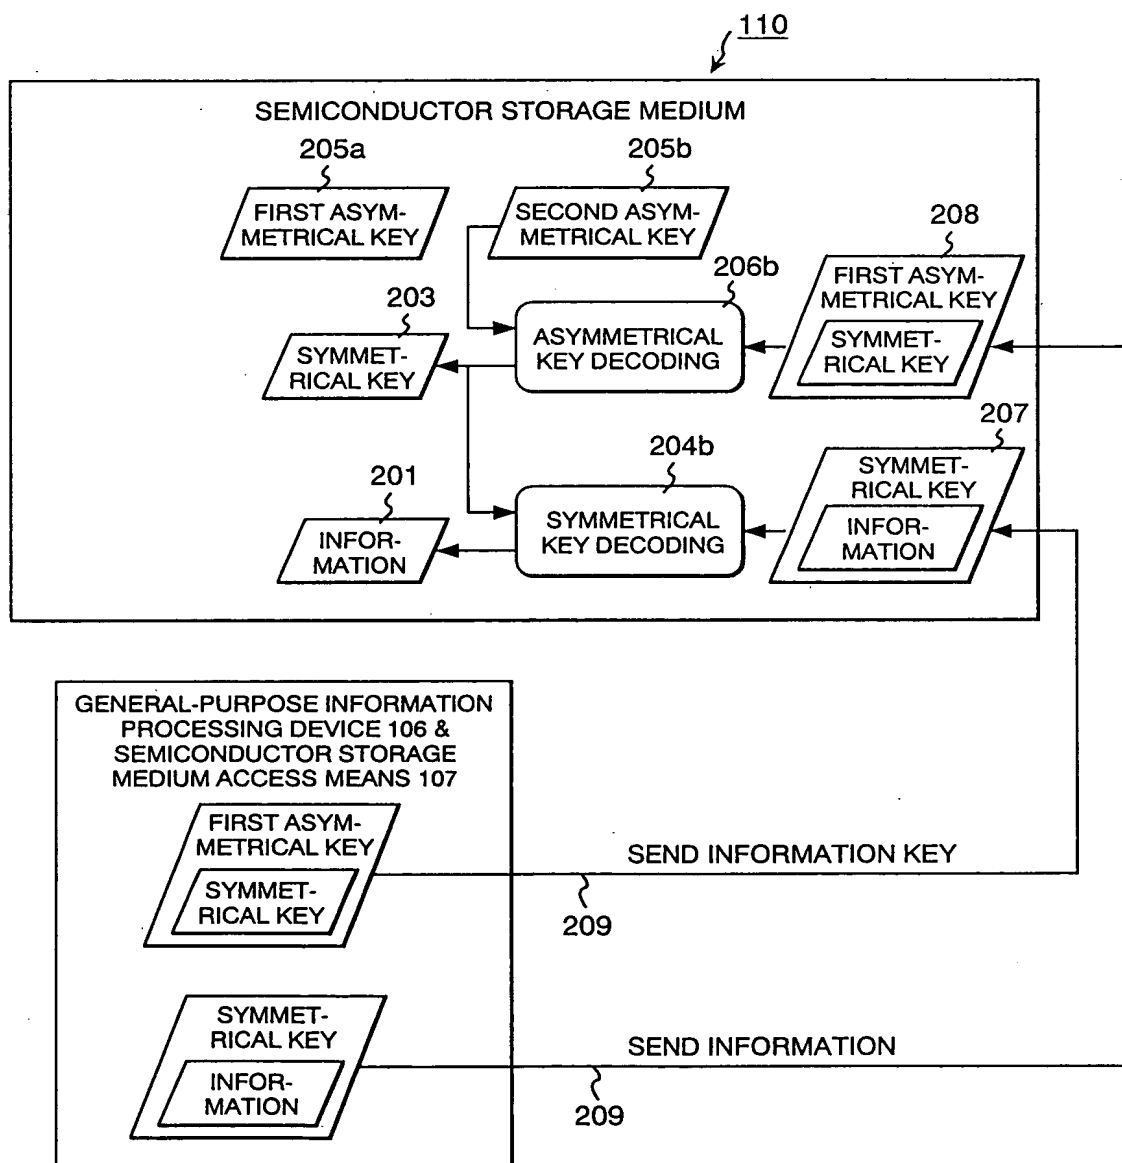 110
SEMICONDUCTOR STORAGE MEDIUM
205a
205b
FIRST ASYM-
METRICAL KEY
SECOND ASYM-
METRICAL KEY
208
FIRST ASYM-
METRICAL KEY
SYMMET-
RICAL KEY
206b
ASYMMETRICAL
KEY DECODING
203
SYMMET-
RICAL KEY
207
SYMMET-
RICAL KEY
INFOR-
MATION
204b
SYMMETRICAL
KEY DECODING
201
INFOR-
MATION
GENERAL-PURPOSE INFORMATION
PROCESSING DEVICE 106 &
SEMICONDUCTOR STORAGE
MEDIUM ACCESS MEANS 107
FIRST ASYM-
METRICAL KEY
SYMMET-
RICAL KEY
SEND INFORMATION KEY
209
SYMMET-
RICAL KEY
INFOR-
MATION
SEND INFORMATION
209